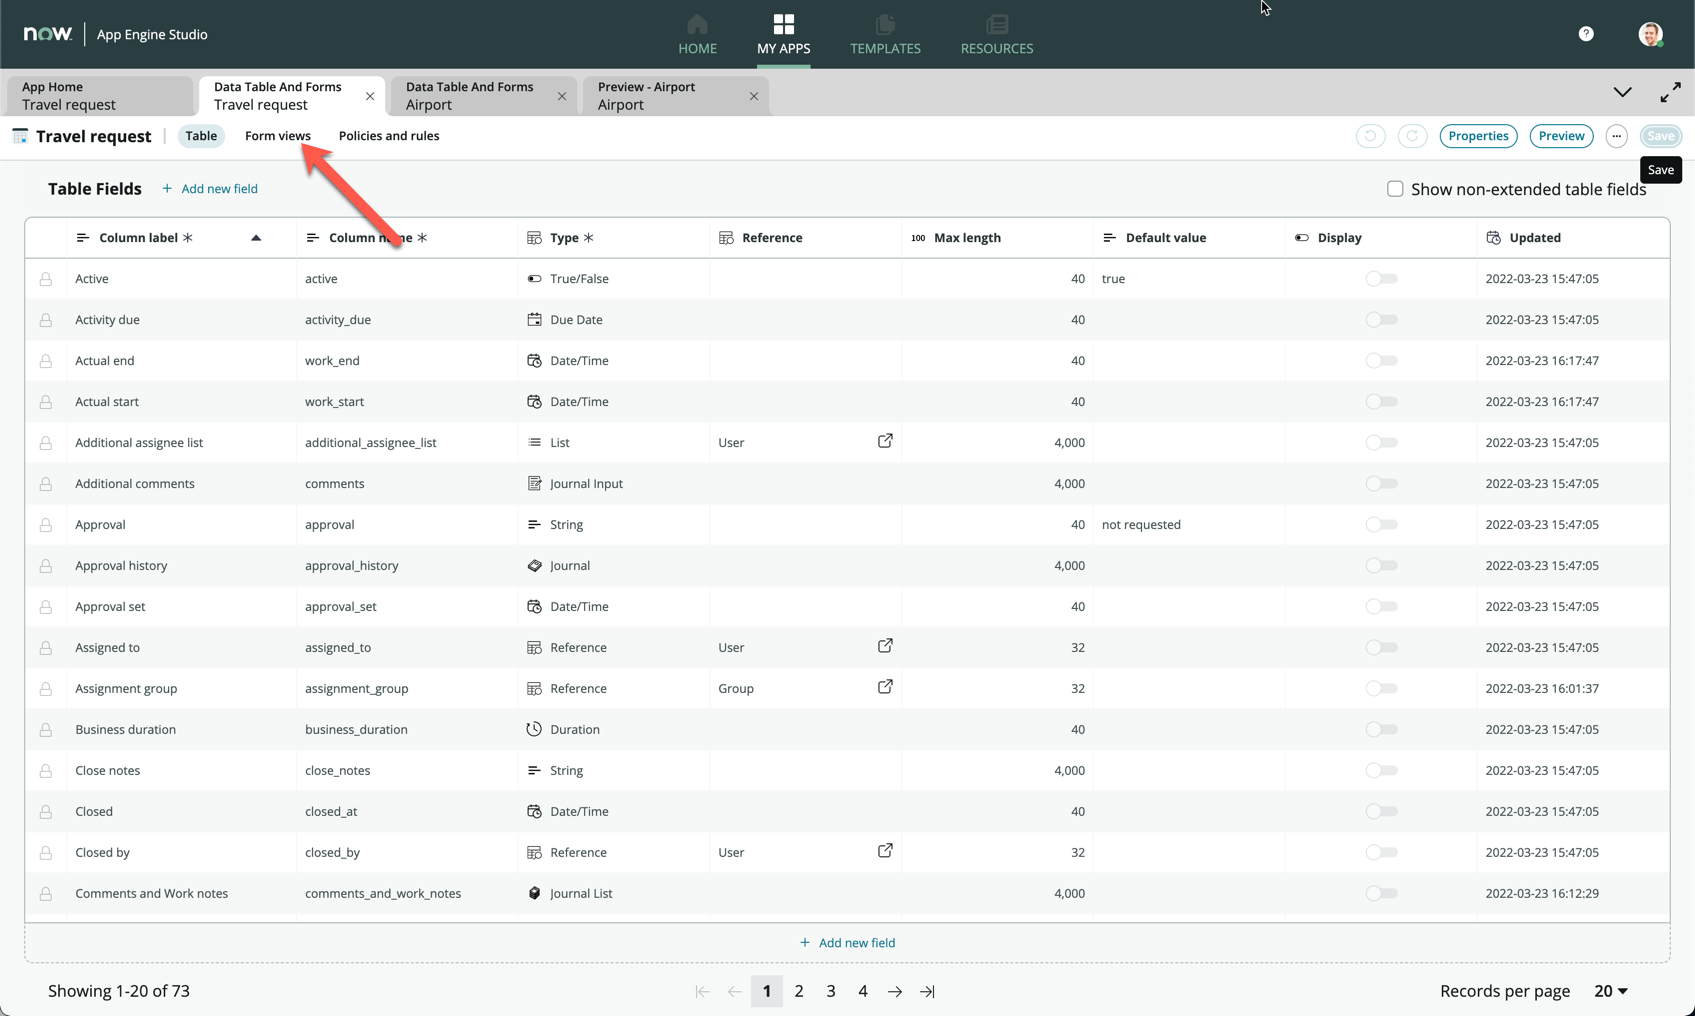 now. App Engine Studio
HOME
MY APPS
TEMPLATES
RESOURCES
?
App Home
Travel request
Data Table And Forms
Travel request
Data Table And Forms
Airport
Preview - Airport
Airport
Travel request
Table
Form views
Policies and rules
Properties
Preview
Save
Save
Table Fields
+ Add new field
Show non-extended table fields
Column label * Column me * Type * Reference 100 Max length Default value Display Updated
Active active True/False 40 true 2022-03-23 15:47:05
Activity due activity_due Due Date 40 2022-03-23 15:47:05
Actual end work_end Date/Time 40 2022-03-23 16:17:47
Actual start work_start Date/Time 40 2022-03-23 16:17:47
Additional assignee list additional_assignee_list List User 4,000 2022-03-23 15:47:05
Additional comments comments Journal Input 4,000 2022-03-23 15:47:05
Approval approval String 40 not requested 2022-03-23 15:47:05
Approval history approval_history Journal 4,000 2022-03-23 15:47:05
Approval set approval_set Date/Time 40 2022-03-23 15:47:05
Assigned to assigned_to Reference User 32 2022-03-23 15:47:05
Assignment group assignment_group Reference Group 32 2022-03-23 16:01:37
Business duration business_duration Duration 40 2022-03-23 15:47:05
Close notes close_notes String 4,000 2022-03-23 15:47:05
Closed closed_at Date/Time 40 2022-03-23 15:47:05
Closed by closed_by Reference User 32 2022-03-23 15:47:05
Comments and Work notes comments_and_work_notes Journal List 4,000 2022-03-23 16:12:29
+ Add new field
Showing 1-20 of 73
1 2 3 4
Records per page 20